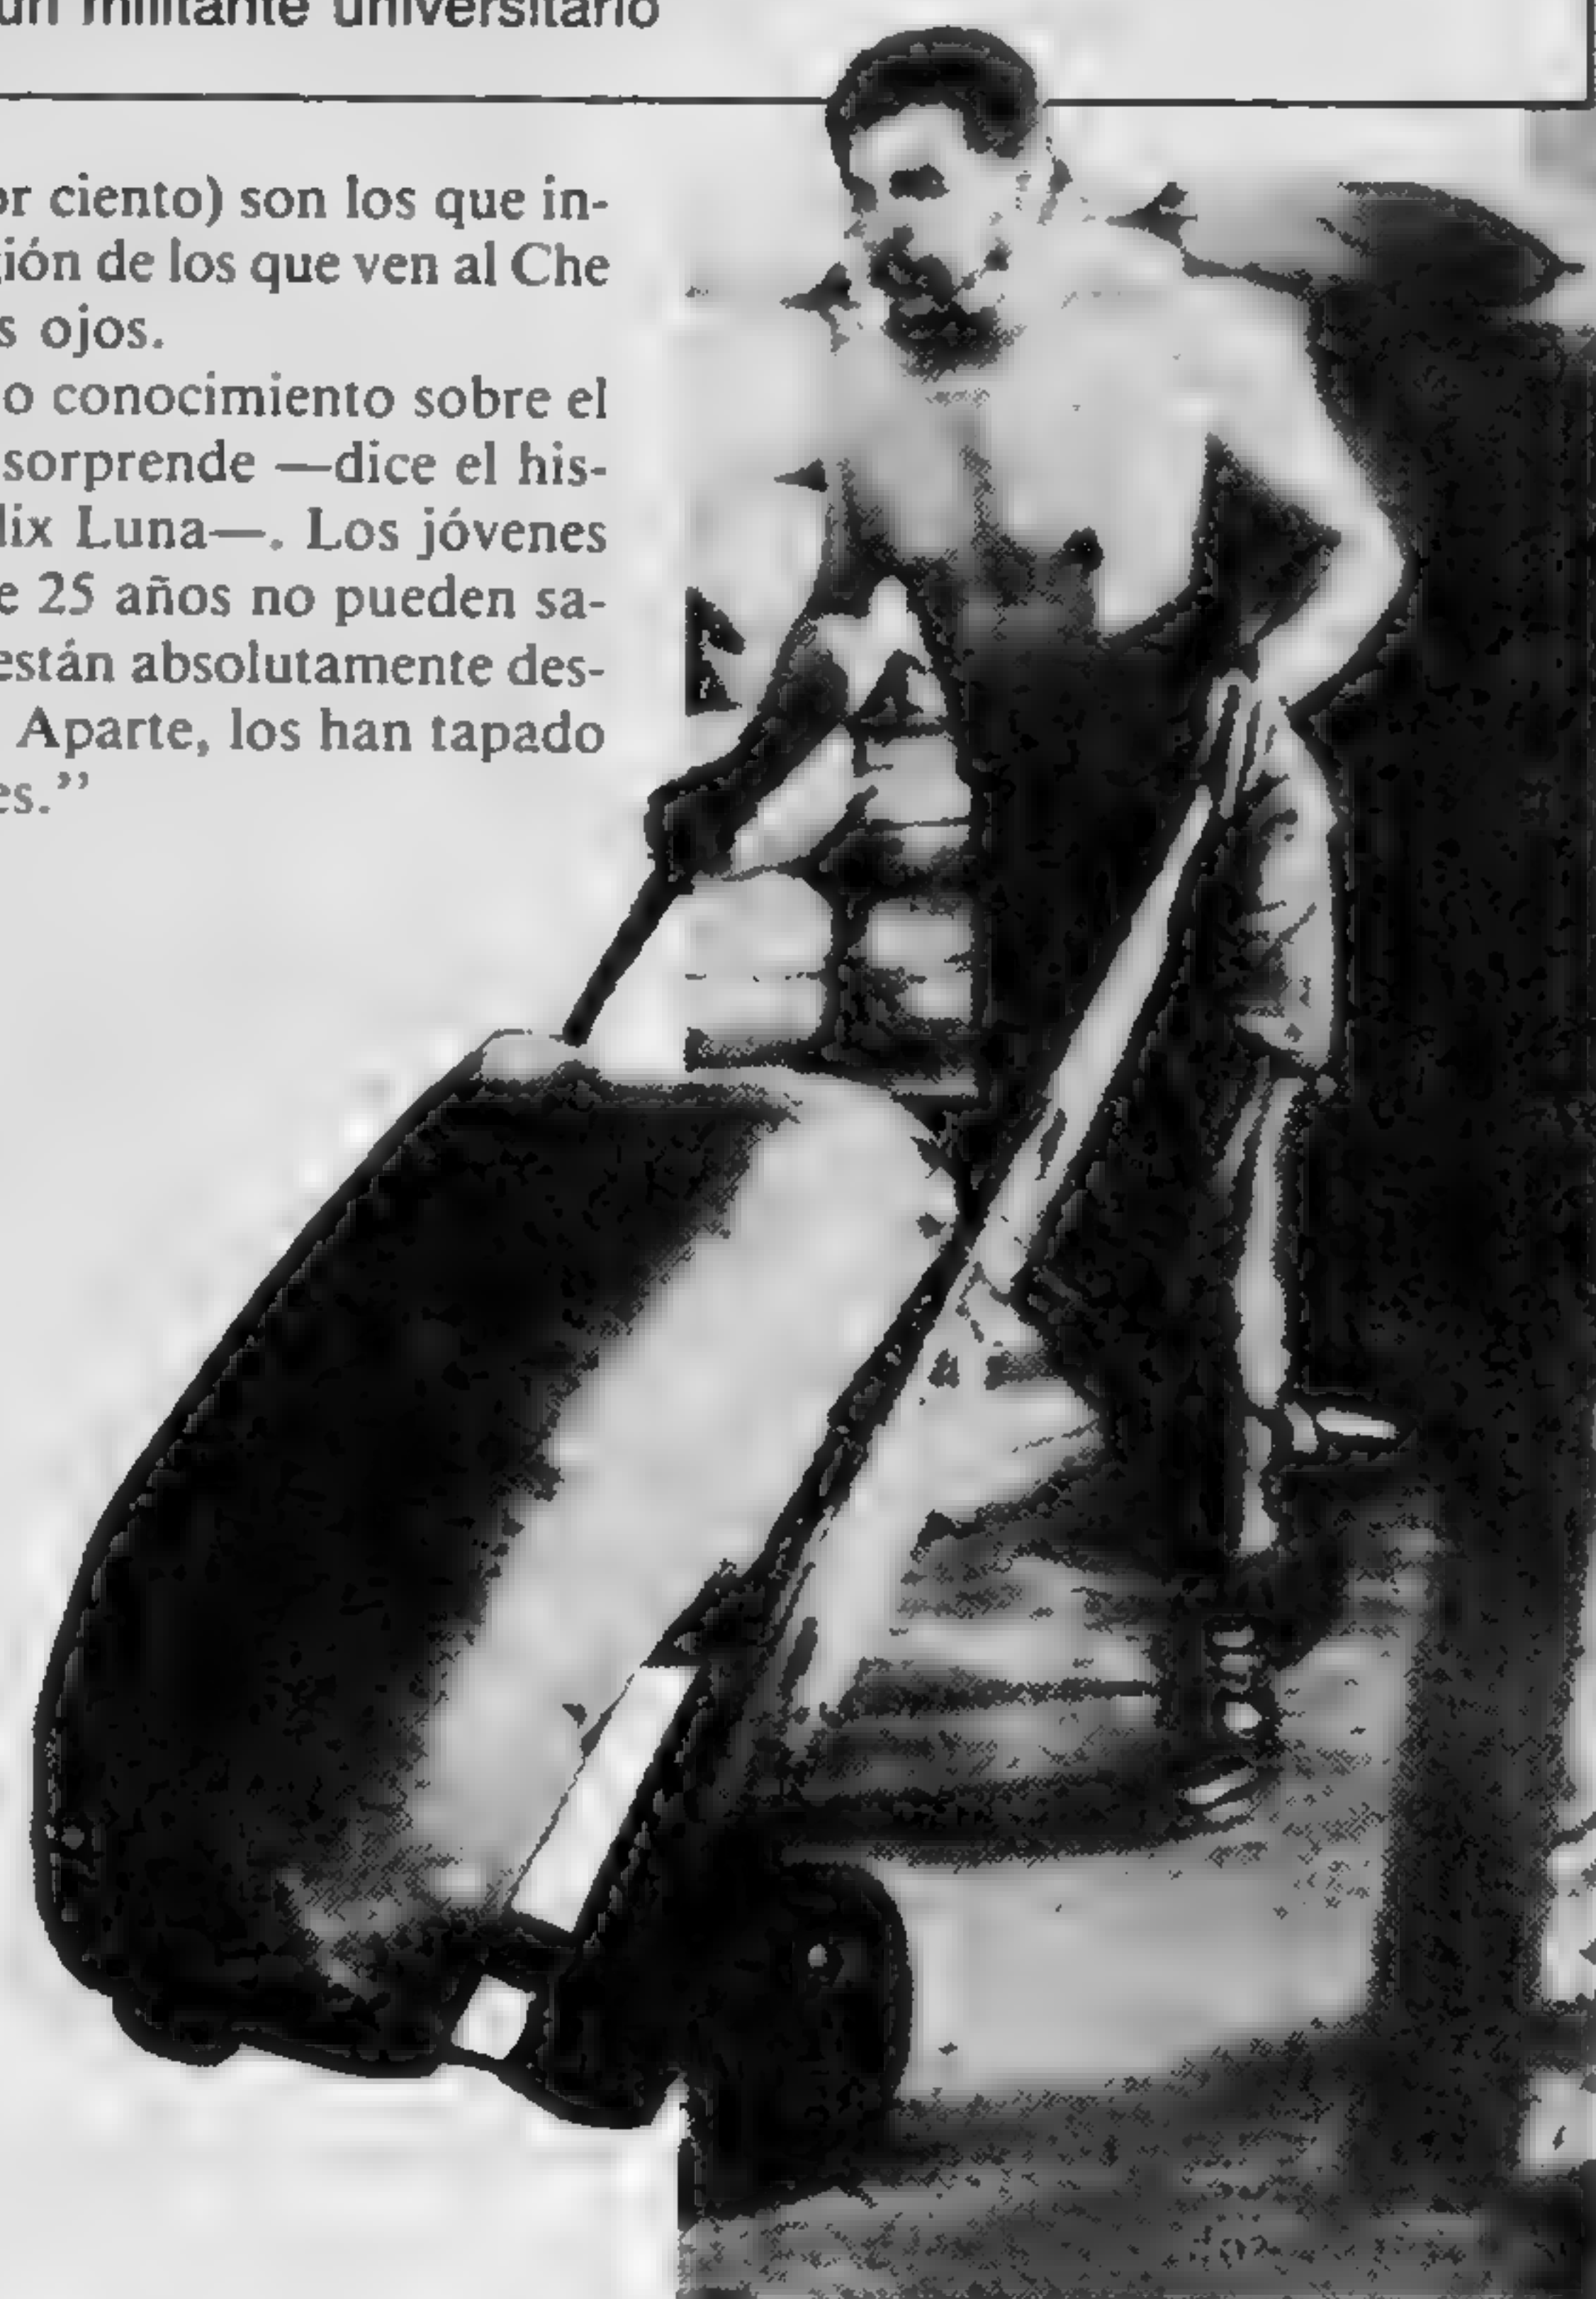 un militante universitario
or ciento) son los que in-
gión de los que ven al Che
s ojos.
o conocimiento sobre el
sorprende —dice el his-
lix Luna—. Los jóvenes
e 25 años no pueden sa-
están absolutamente des-
Aparte, los han tapado
es.”